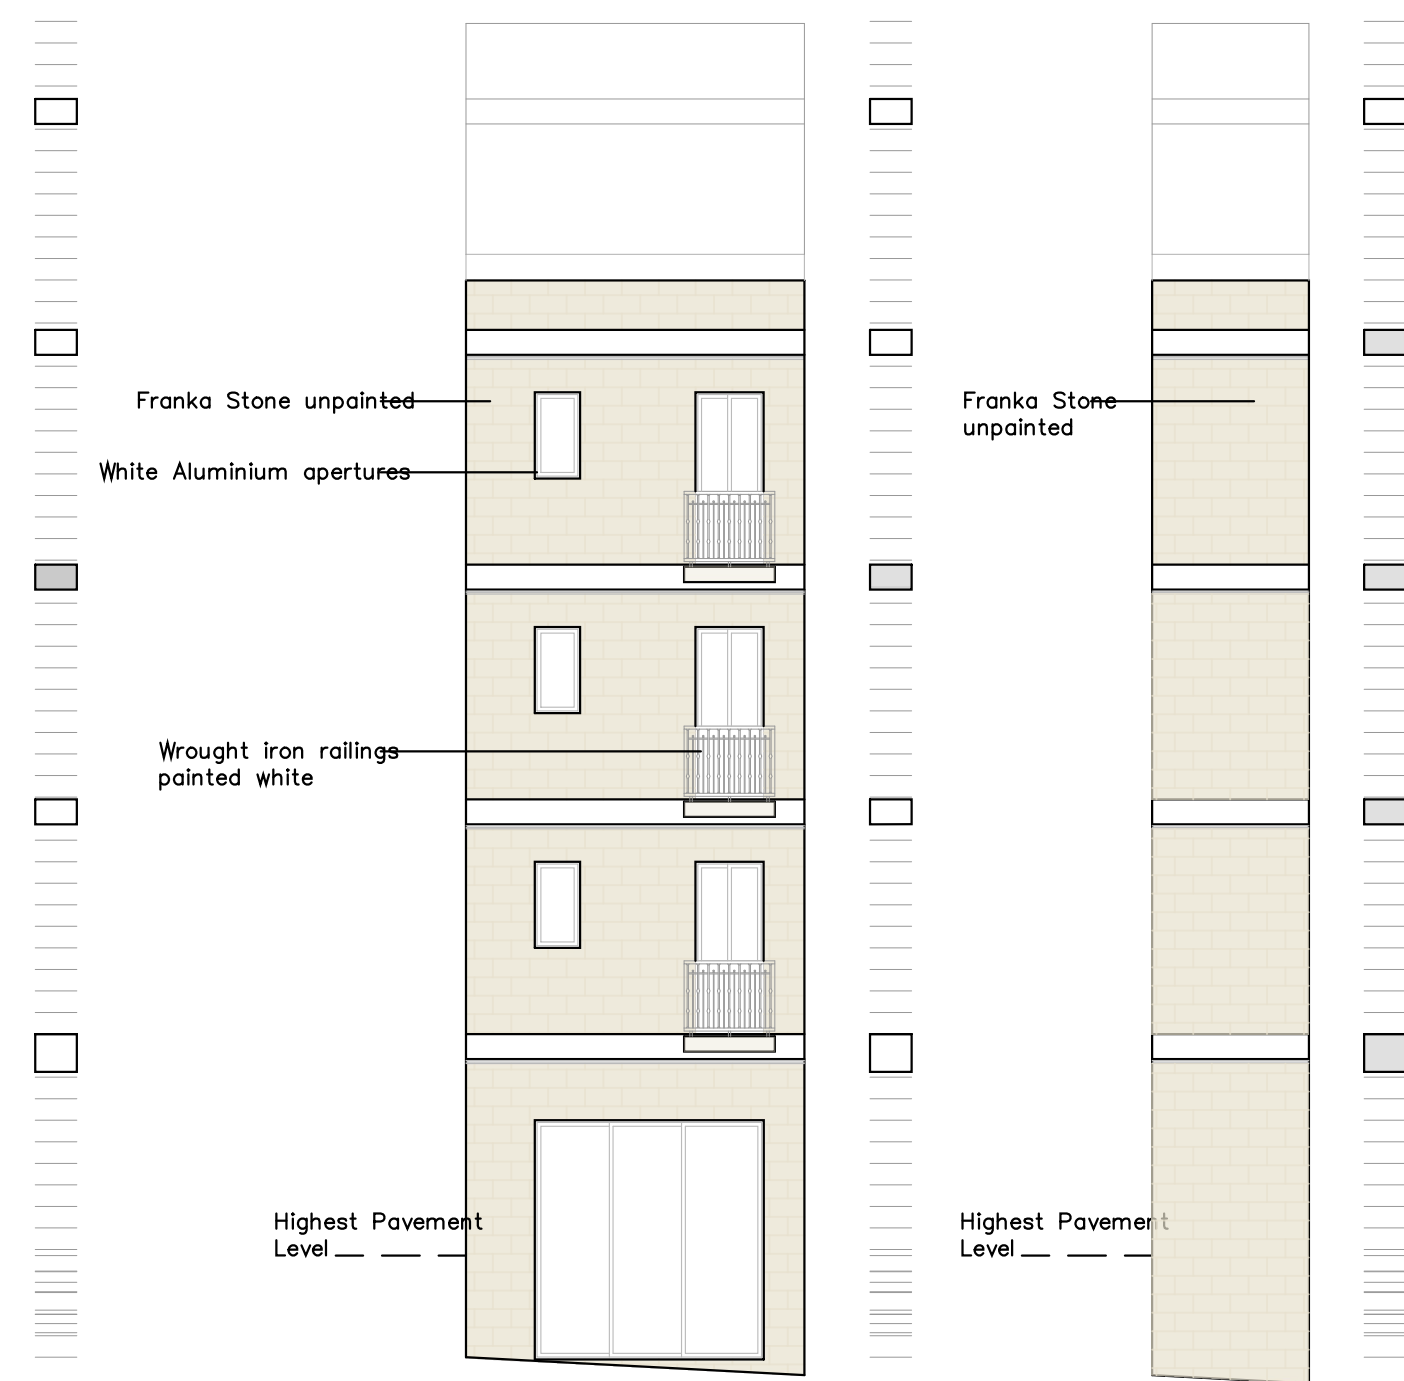 Franka Stone unpainted
White Aluminium apertures
Wrought iron railings
painted white
Highest Pavement
Level
Franka Stone
unpainted
Highest Pavement
Level